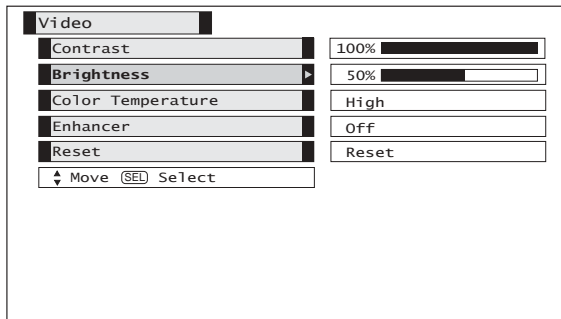 Video
Contrast 100%
Brightness 50%
Color Temperature High
Enhancer Off
Reset Reset
Move SEL Select